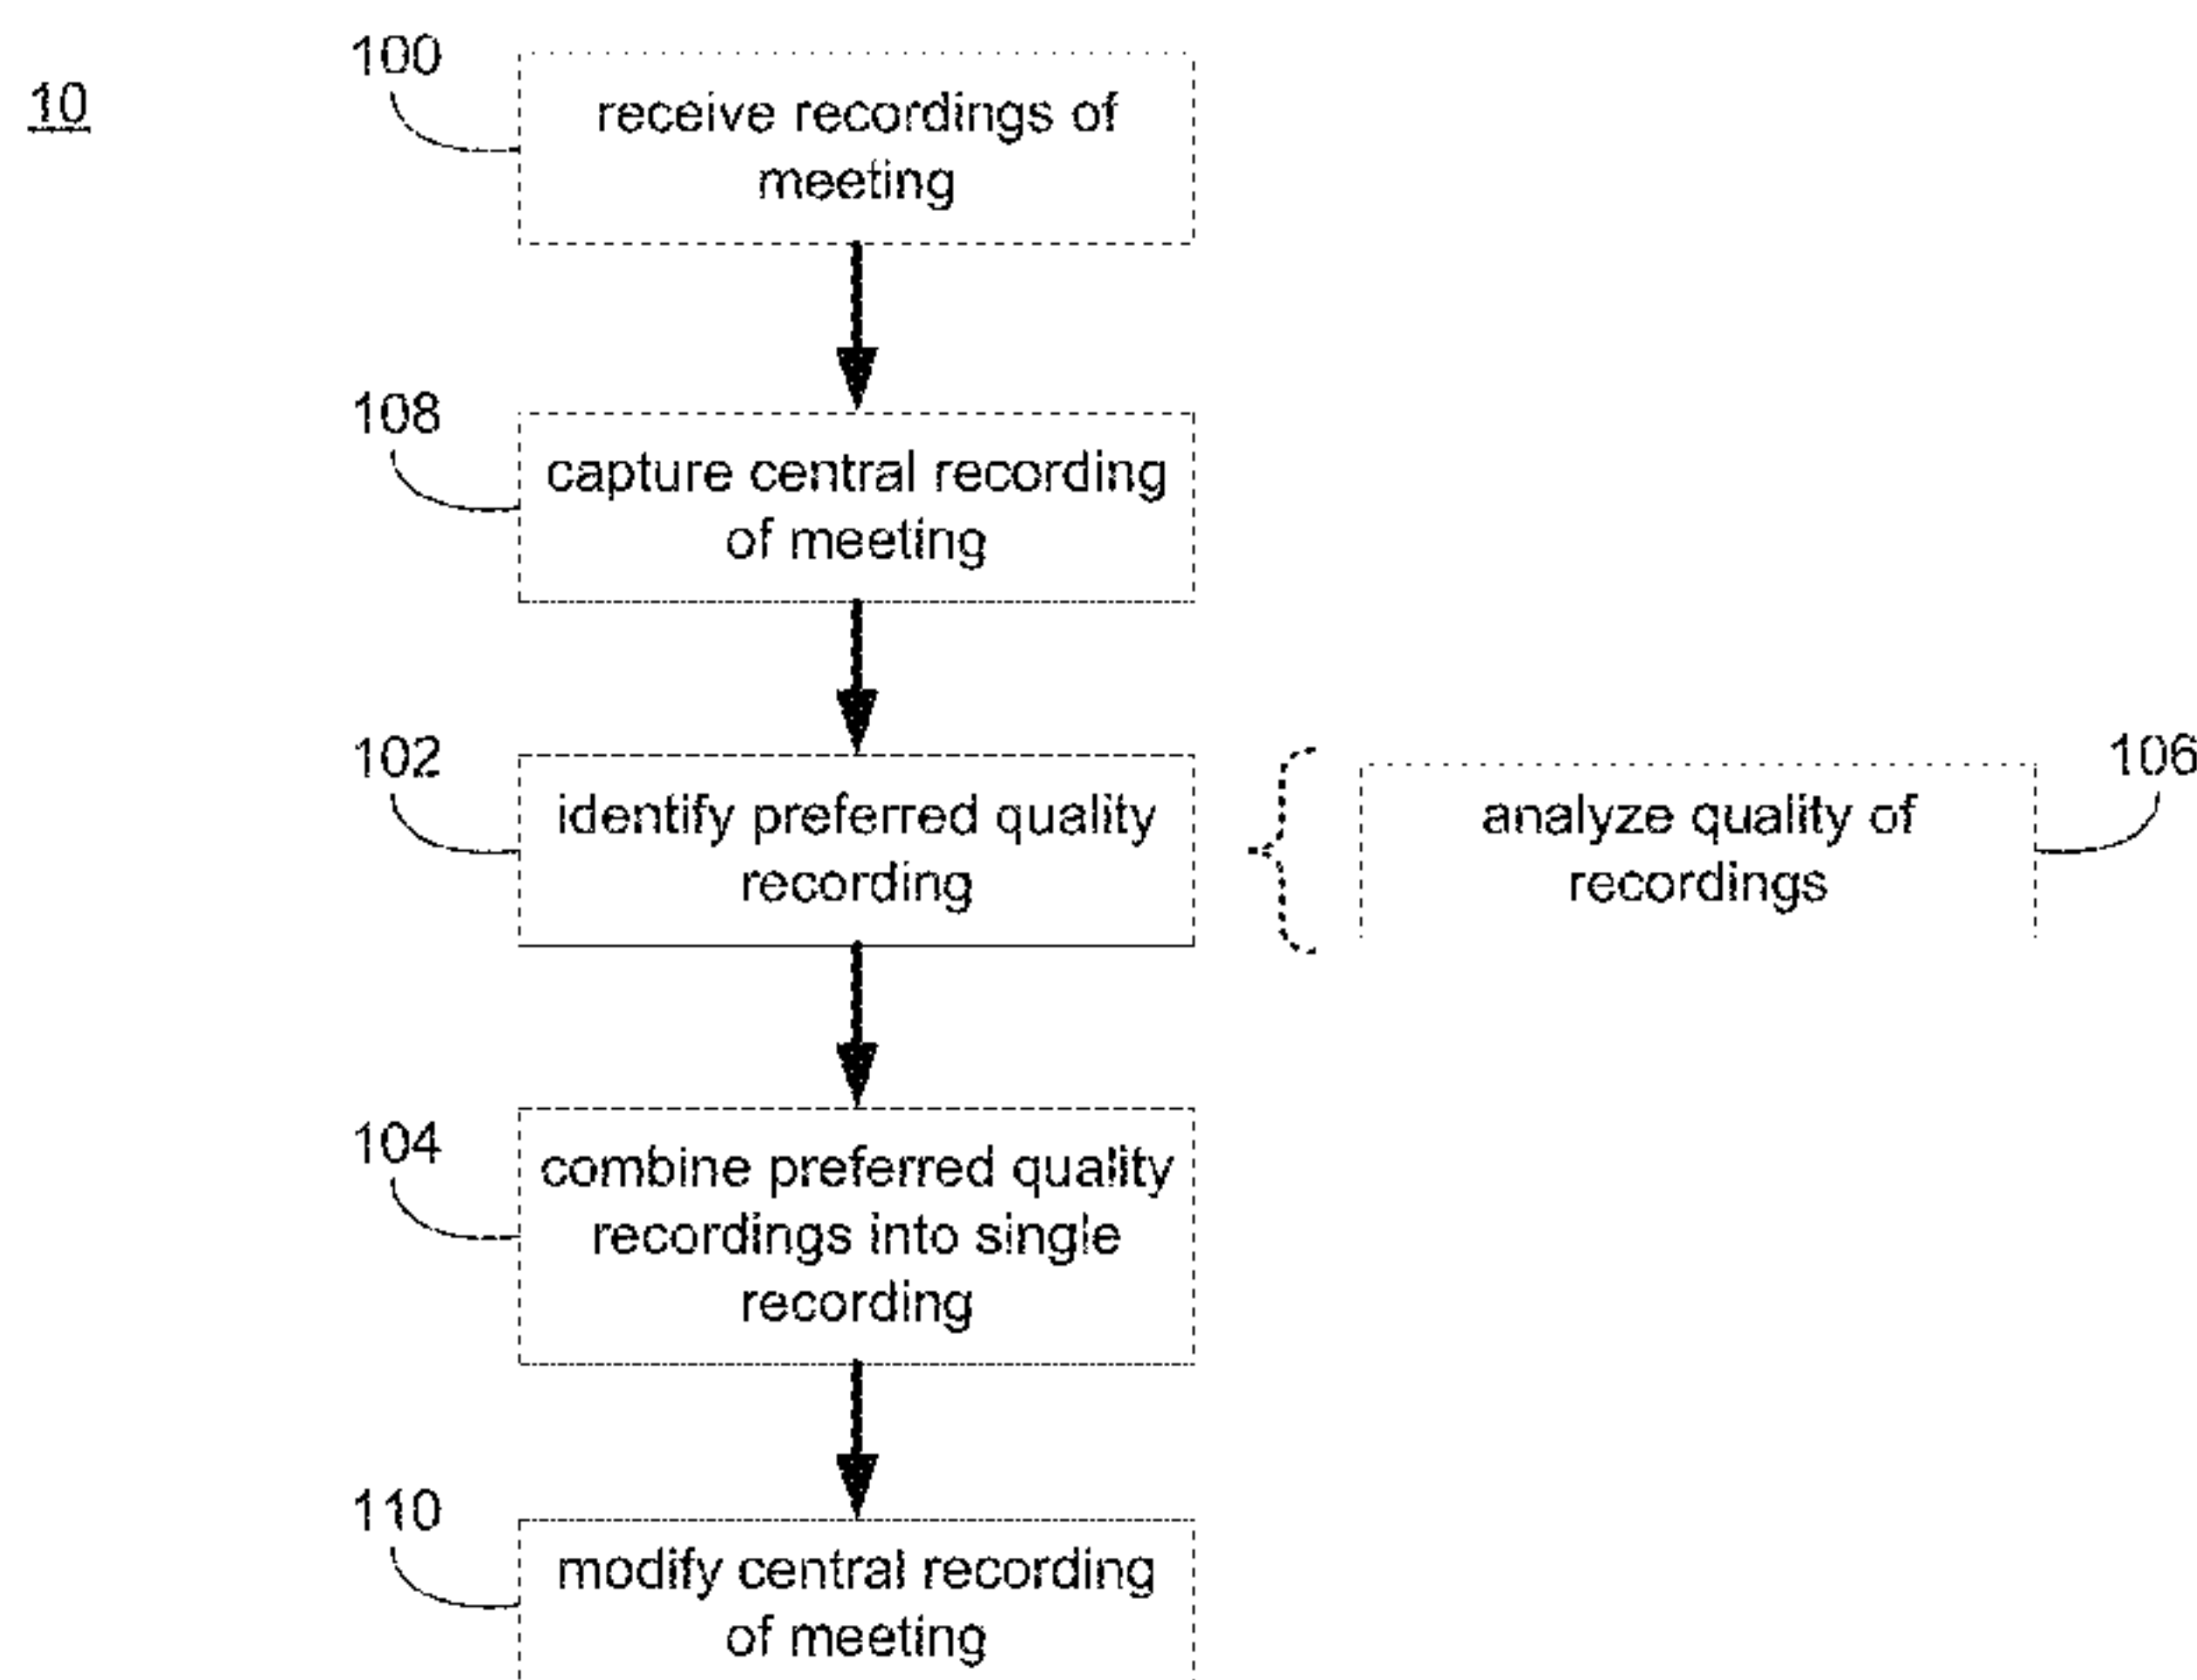 10
100
receive recordings of
meeting
108
capture central recording
of meeting
102
identify preferred quality
recording
106
analyze quality of
recordings
104
combine preferred quality
recordings into single
recording
110
modify central recording
of meeting